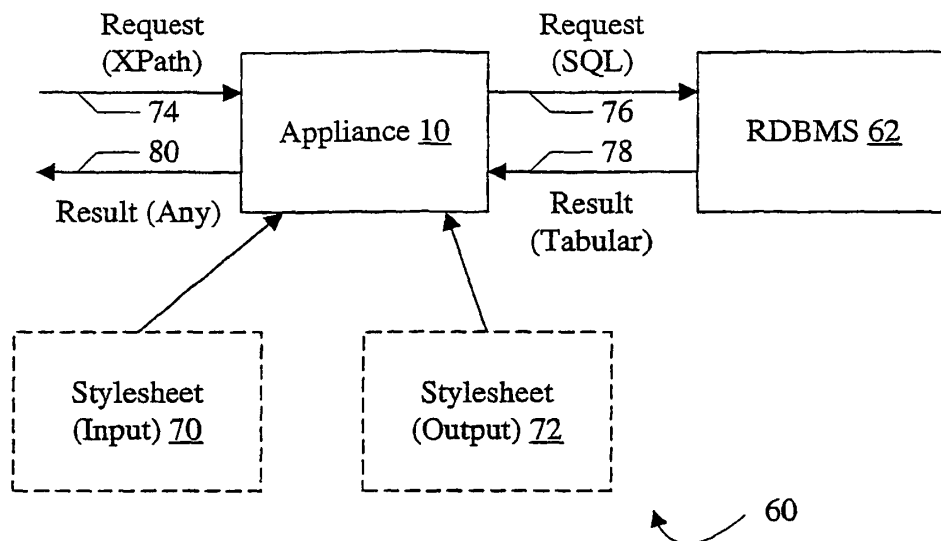 Request
(XPath)
74
80
Result (Any)
Appliance 10
Request
(SQL)
76
78
Result
(Tabular)
RDBMS 62
Stylesheet
(Input) 70
Stylesheet
(Output) 72
60